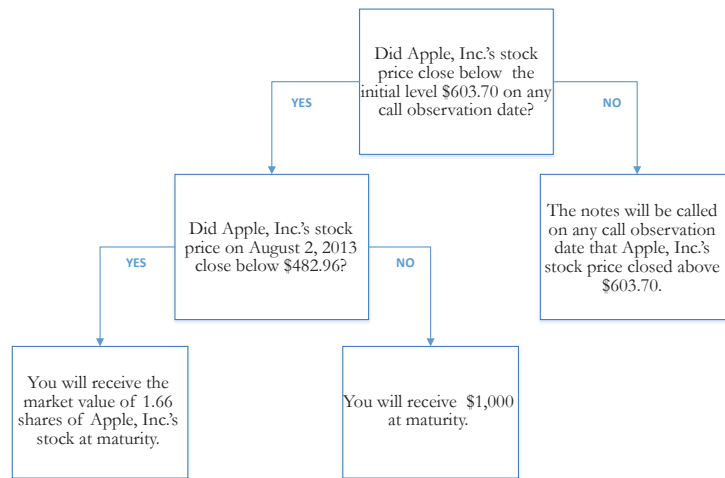 Did Apple, Inc.'s stock
price close below the
initial level $603.70 on any
call observation date?
YES
NO
Did Apple, Inc.'s stock
price on August 2, 2013
close below $482.96?
The notes will be called
on any call observation
date that Apple, Inc.'s
stock price closed above
$603.70.
YES
NO
You will receive the
market value of 1.66
shares of Apple, Inc.'s
stock at maturity.
You will receive $1,000
at maturity.